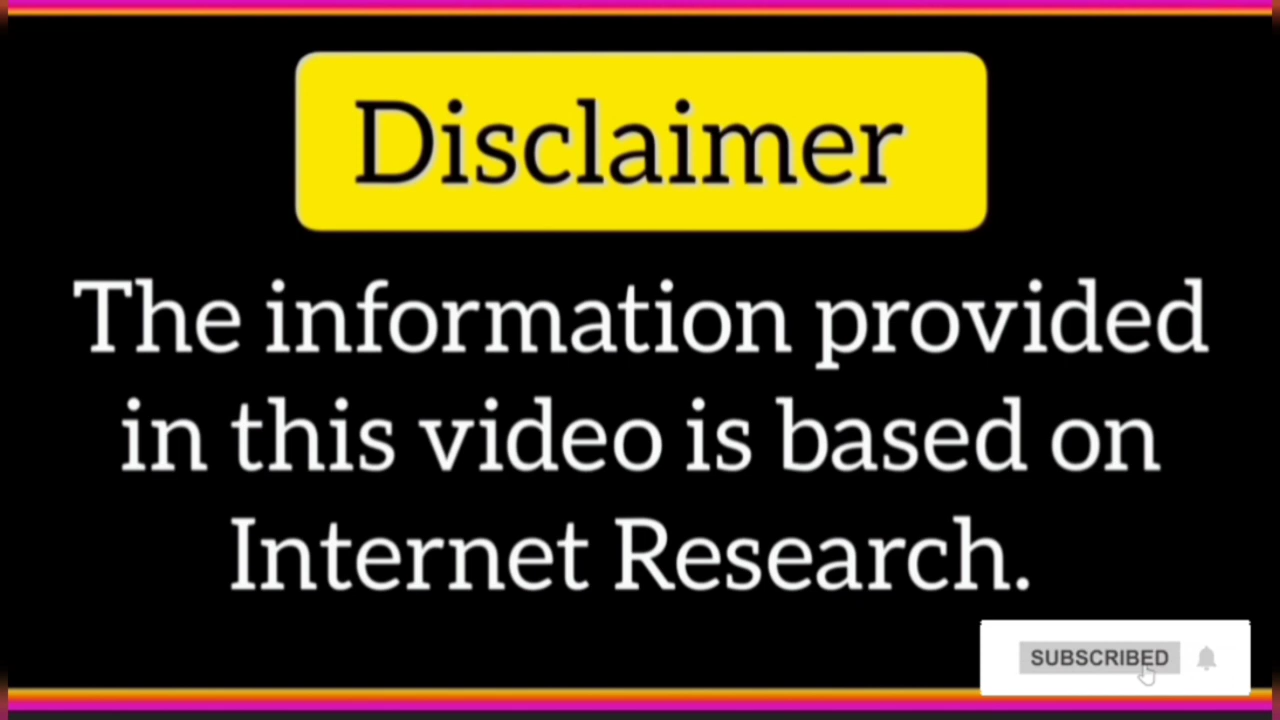 Disclaimer
The information provided
in this video is based on
Internet Research.
SUBSCRIBED